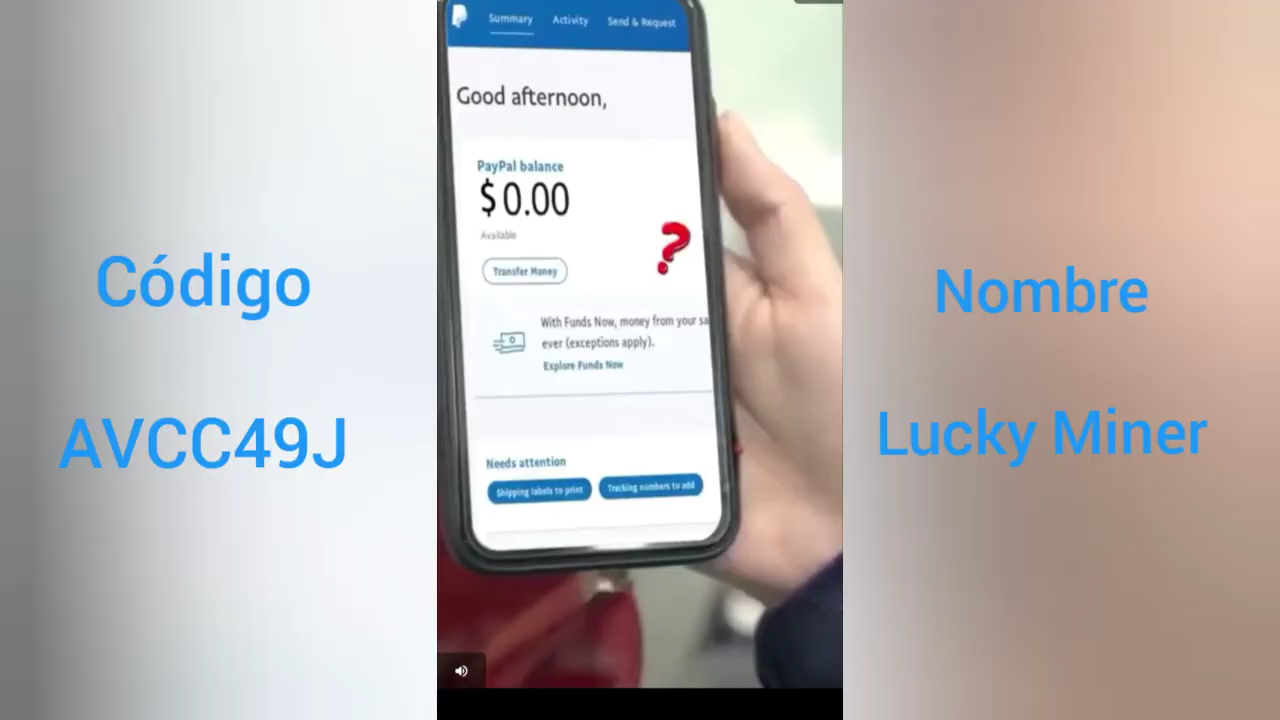 Código
AVCC49J
Summary Activity Send & Request
Good afternoon,
PayPal balance
$0.00
Available
Transfer Money
With Funds Now, money from your sa
ever (exceptions apply).
Explore Funds Now
Needs attention
Shipping labels to print Tracking numbers to add
?
Nombre
Lucky Miner